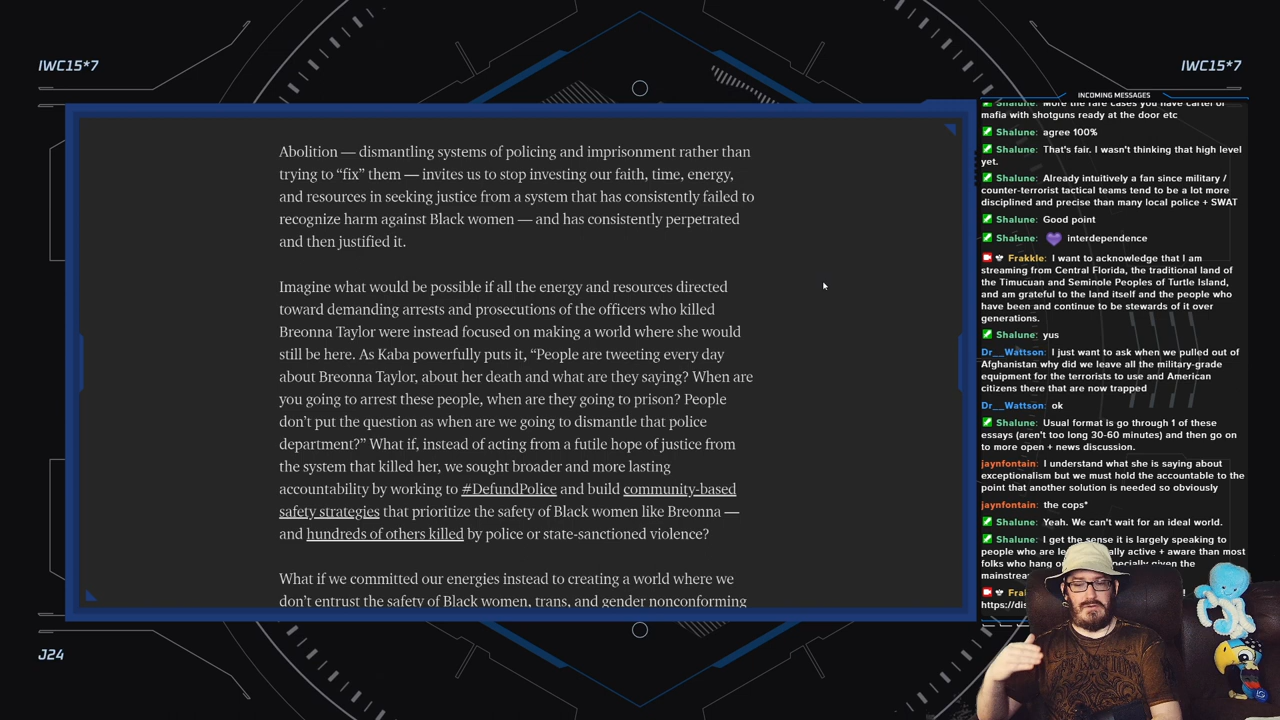 IWC15*7
IWC15*7
INCOMING MESSAGES
Abolition — dismantling systems of policing and imprisonment rather than
trying to “fix” them — invites us to stop investing our faith, time, energy,
and resources in seeking justice from a system that has consistently failed to
recognize harm against Black women — and has consistently perpetrated
and then justified it.
Imagine what would be possible if all the energy and resources directed
toward demanding arrests and prosecutions of the officers who killed
Breonna Taylor were instead focused on making a world where she would
still be here. As Kaba powerfully puts it, “People are tweeting every day
about Breonna Taylor, about her death and what are they saying? When are
you going to arrest these people, when are they going to prison? People
don’t put the question as when are we going to dismantle that police
department?” What if, instead of acting from a futile hope of justice from
the system that killed her, we sought broader and more lasting
accountability by working to #DefundPolice and build community-based
safety strategies that prioritize the safety of Black women like Breonna —
and hundreds of others killed by police or state-sanctioned violence?
What if we committed our energies instead to creating a world where we
don’t entrust the safety of Black women, trans, and gender nonconforming
Shalune: More the rare cases you have cartel or
mafia with shotguns ready at the door etc
Shalune: agree 100%
Shalune: That's fair. I wasn't thinking that high level
yet.
Shalune: Already intuitively a fan since military /
counter-terrorist tactical teams tend to be a lot more
disciplined and precise than many local police + SWAT
Shalune: Good point
Shalune: interdependence
Frakkle: I want to acknowledge that I am
streaming from Central Florida, the traditional land of
the Timucuan and Seminole Peoples of Turtle Island,
and am grateful to the land itself and the people who
have been and continue to be stewards of it over
generations.
Shalune: yus
Dr__Wattson: I just want to ask when we pulled out of
Afghanistan why did we leave all the military-grade
equipment for the terrorists to use and American
citizens there that are now trapped
Dr__Wattson: ok
Shalune: Usual format is go through 1 of these
essays (aren't too long 30-60 minutes) and then go on
to more open + news discussion.
jaynfontain: I understand what she is saying about
exceptionalism but we must hold the accountable to the
point that another solution is needed so obviously
jaynfontain: the cops*
Shalune: Yeah. We can't wait for an ideal world.
Shalune: I get the sense it is largely speaking to
people who are active + aware than most
folks who hang given the
mainstream
https://dis
J24